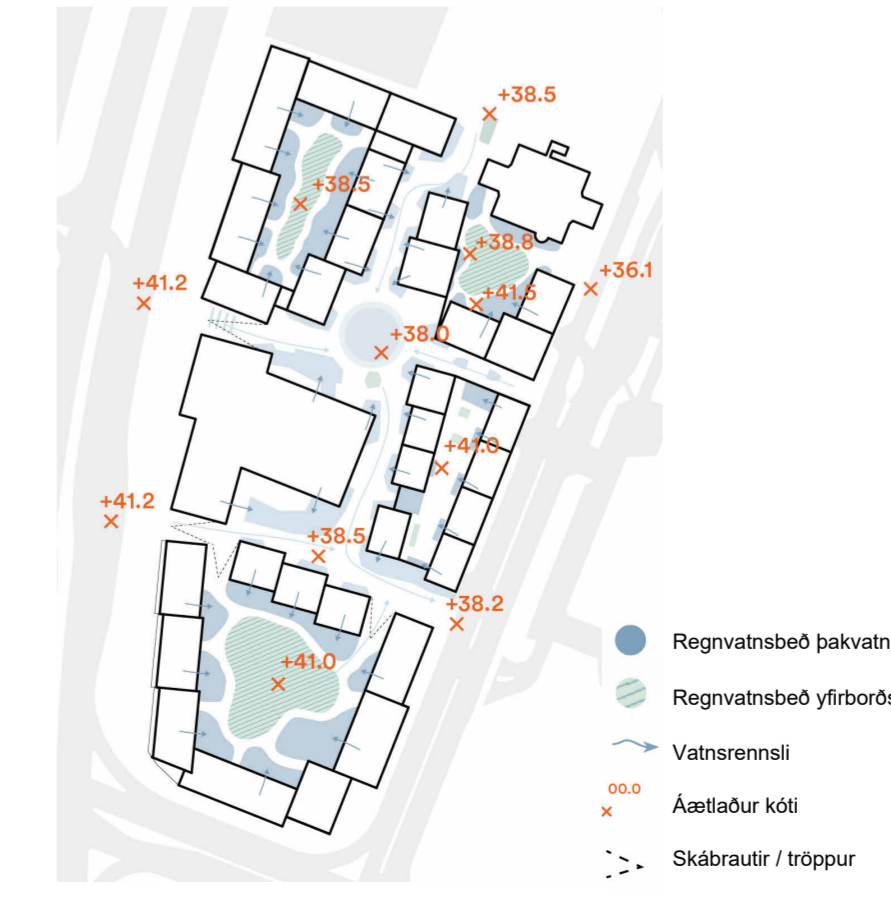 +38.5
+38.5
+38.8
+36.1
+41.2
+41.5
+38.0
+41.0
+41.2
+38.5
+38.2
+41.0
Regnvatnsbeð þakvatn
Regnvatnsbeð yfirborðs
Vatnsrennsli
00.0
Áætlaður kóti
Skábrautir / tröppur